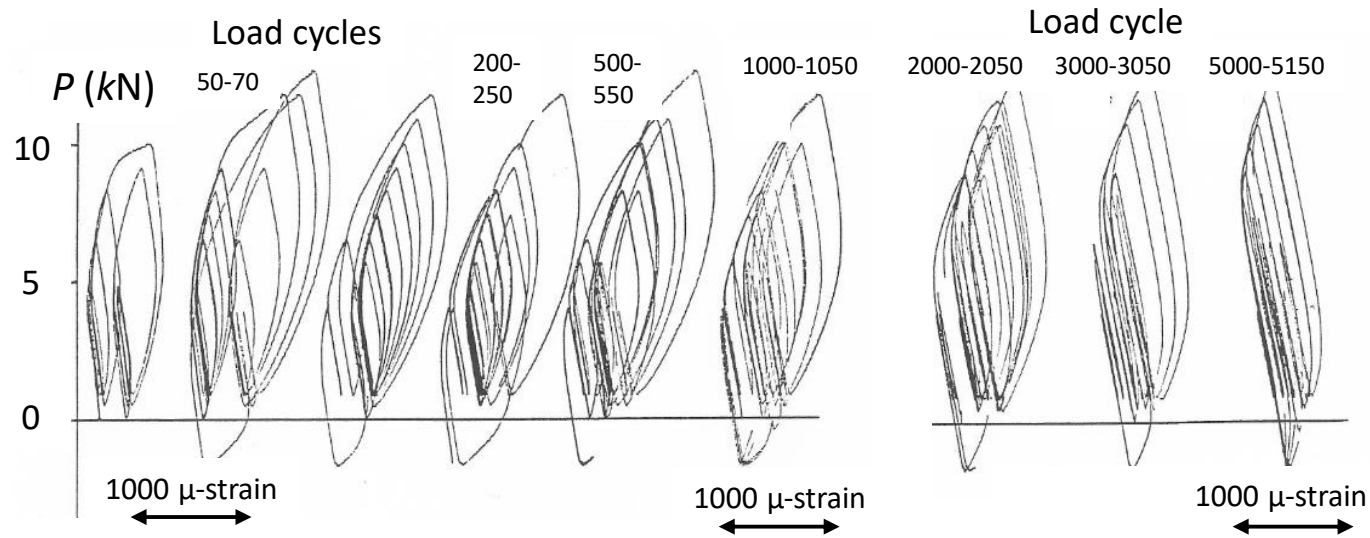 Load cycles
Load cycle
P (kN)
50-70
200-
250
500-
550
1000-1050
2000-2050
3000-3050
5000-5150
10
5
0
1000 μ-strain
1000 μ-strain
1000 μ-strain